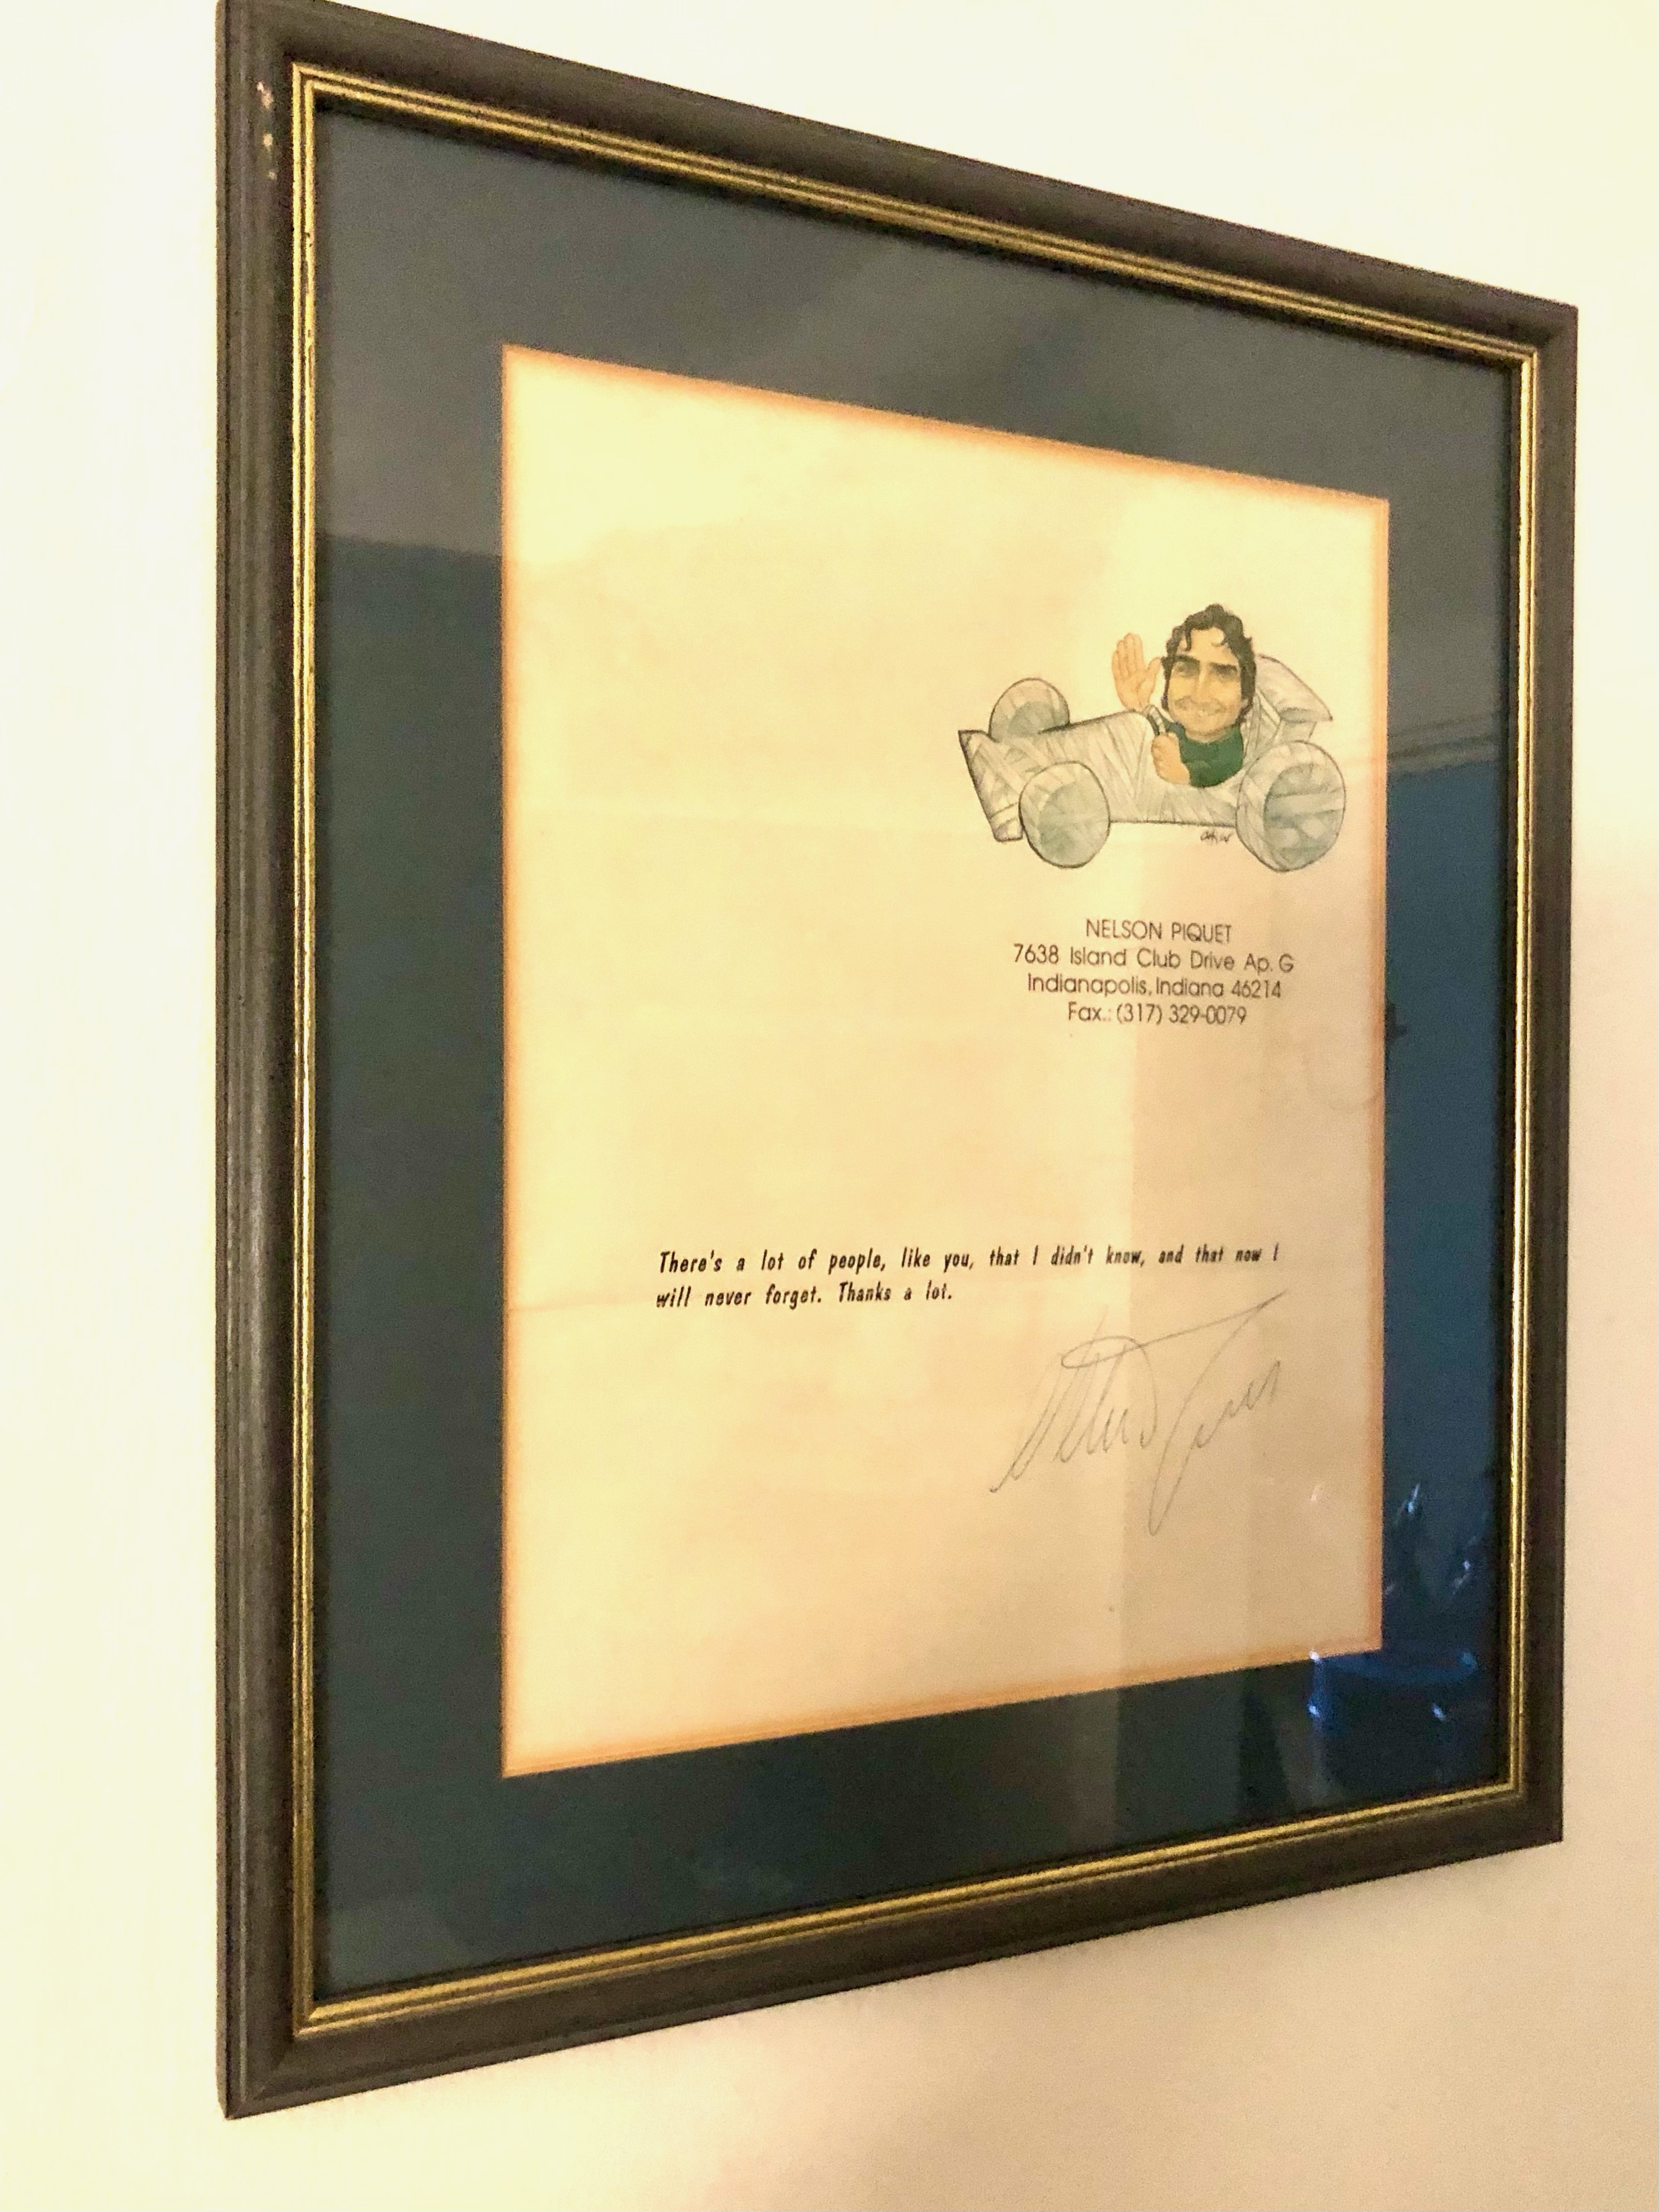 NELSON PIQUET
7638 Island Club Drive Ap. G
Indianapolis, Indiana 46214
Fax.: (317) 329-0079
There's a lot of people, like you, that I didn't know, and that now I
will never forget. Thanks a lot.